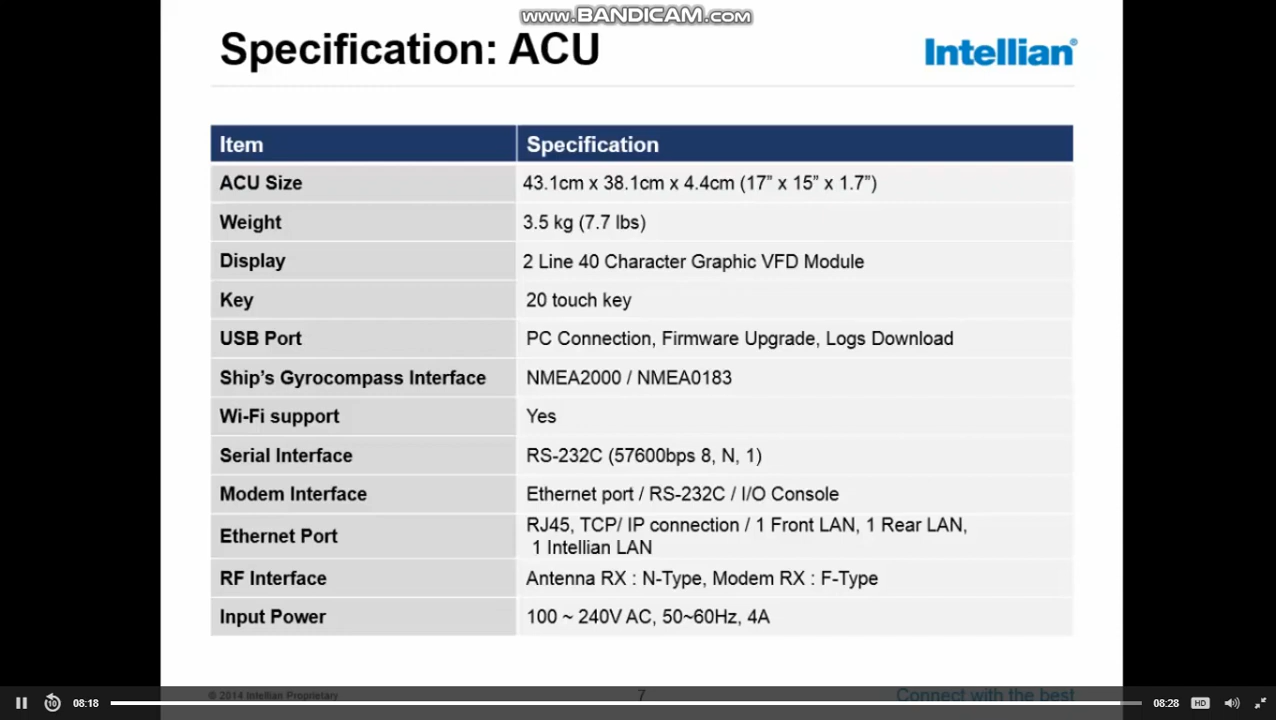 www.BANDICAM.com
Specification: ACU
Intellian®
Item Specification
ACU Size 43.1cm x 38.1cm x 4.4cm (17” x 15” x 1.7”)
Weight 3.5 kg (7.7 lbs)
Display 2 Line 40 Character Graphic VFD Module
Key 20 touch key
USB Port PC Connection, Firmware Upgrade, Logs Download
Ship’s Gyrocompass Interface NMEA2000 / NMEA0183
Wi-Fi support Yes
Serial Interface RS-232C (57600bps 8, N, 1)
Modem Interface Ethernet port / RS-232C / I/O Console
Ethernet Port RJ45, TCP/ IP connection / 1 Front LAN, 1 Rear LAN,
1 Intellian LAN
RF Interface Antenna RX : N-Type, Modem RX : F-Type
Input Power 100 ~ 240V AC, 50~60Hz, 4A
© 2014 Intellian Proprietary 7 Connect with the best
10 08:18 08:28 HD